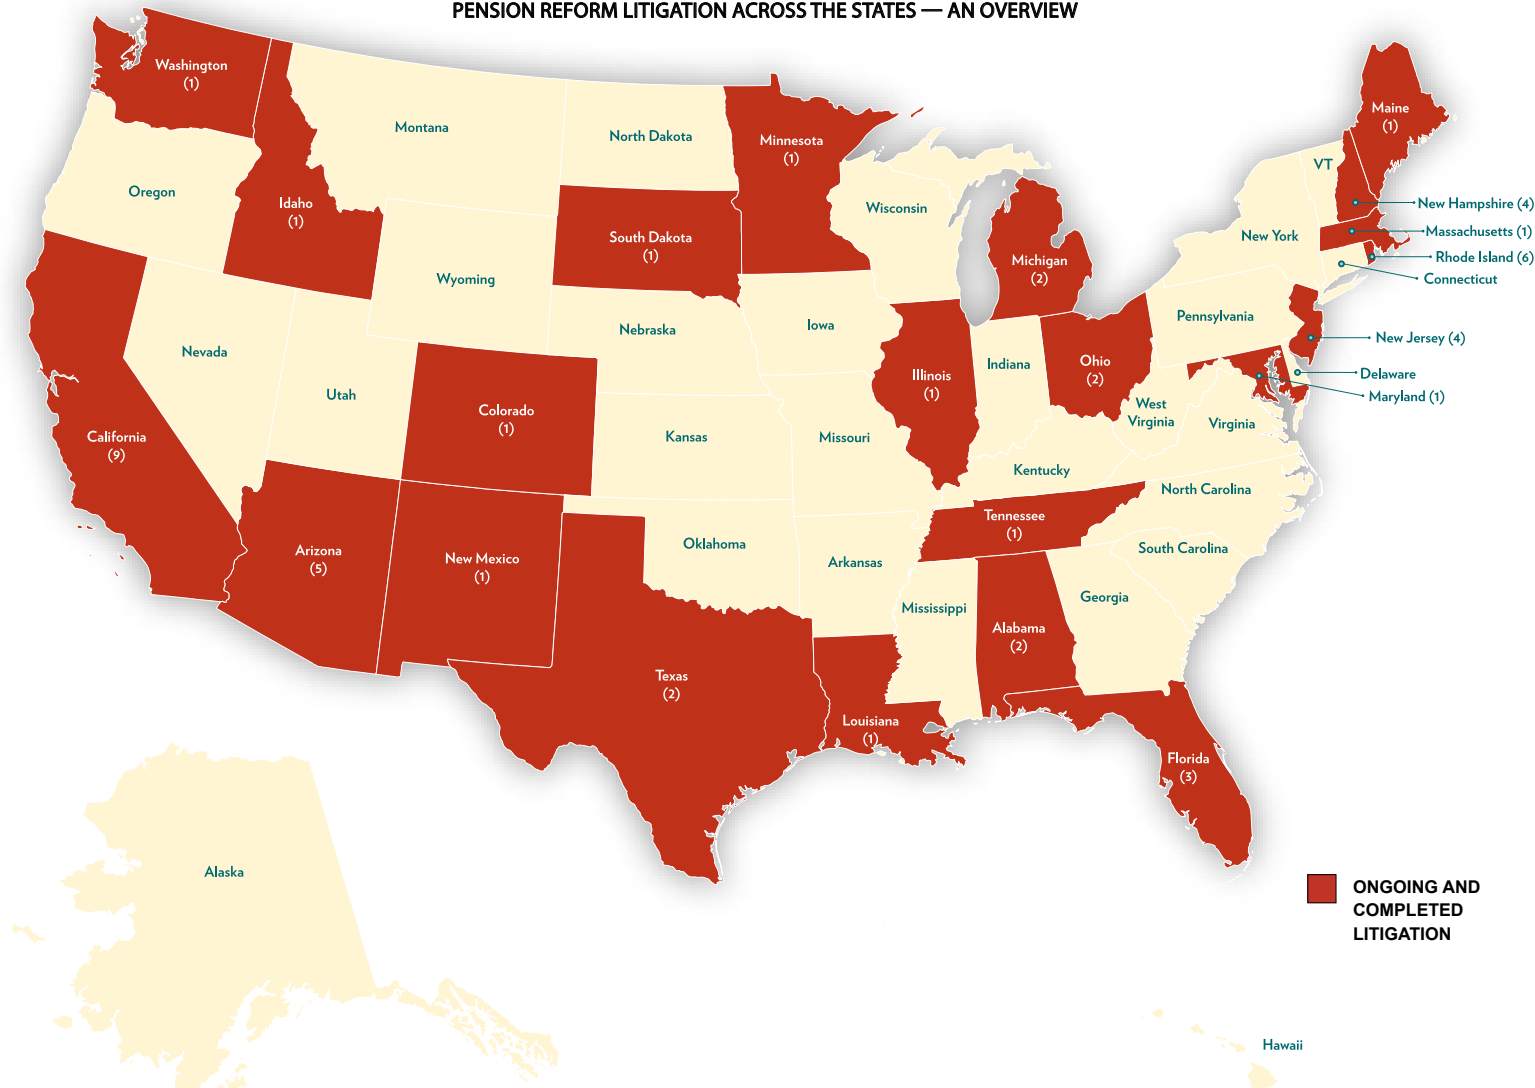 PENSION REFORM LITIGATION ACROSS THE STATES — AN OVERVIEW
Washington
(1)
Montana
North Dakota
Minnesota
(1)
Maine
(1)
VT
Oregon
Idaho
(1)
Wisconsin
New Hampshire (4)
South Dakota
(1)
New York
Massachusetts (1)
Michigan
(2)
Rhode Island (6)
Connecticut
Wyoming
Pennsylvania
Nebraska
Iowa
New Jersey (4)
Nevada
Indiana
Ohio
(2)
Illinois
(1)
Delaware
Maryland (1)
Utah
Colorado
(1)
West
Virginia
Virginia
California
(9)
Kansas
Missouri
Kentucky
North Carolina
Tennessee
(1)
Arizona
(5)
New Mexico
(1)
Oklahoma
Arkansas
South Carolina
Mississippi
Georgia
Alabama
(2)
Texas
(2)
Louisiana
(1)
Florida
(3)
Alaska
ONGOING AND
COMPLETED
LITIGATION
Hawaii